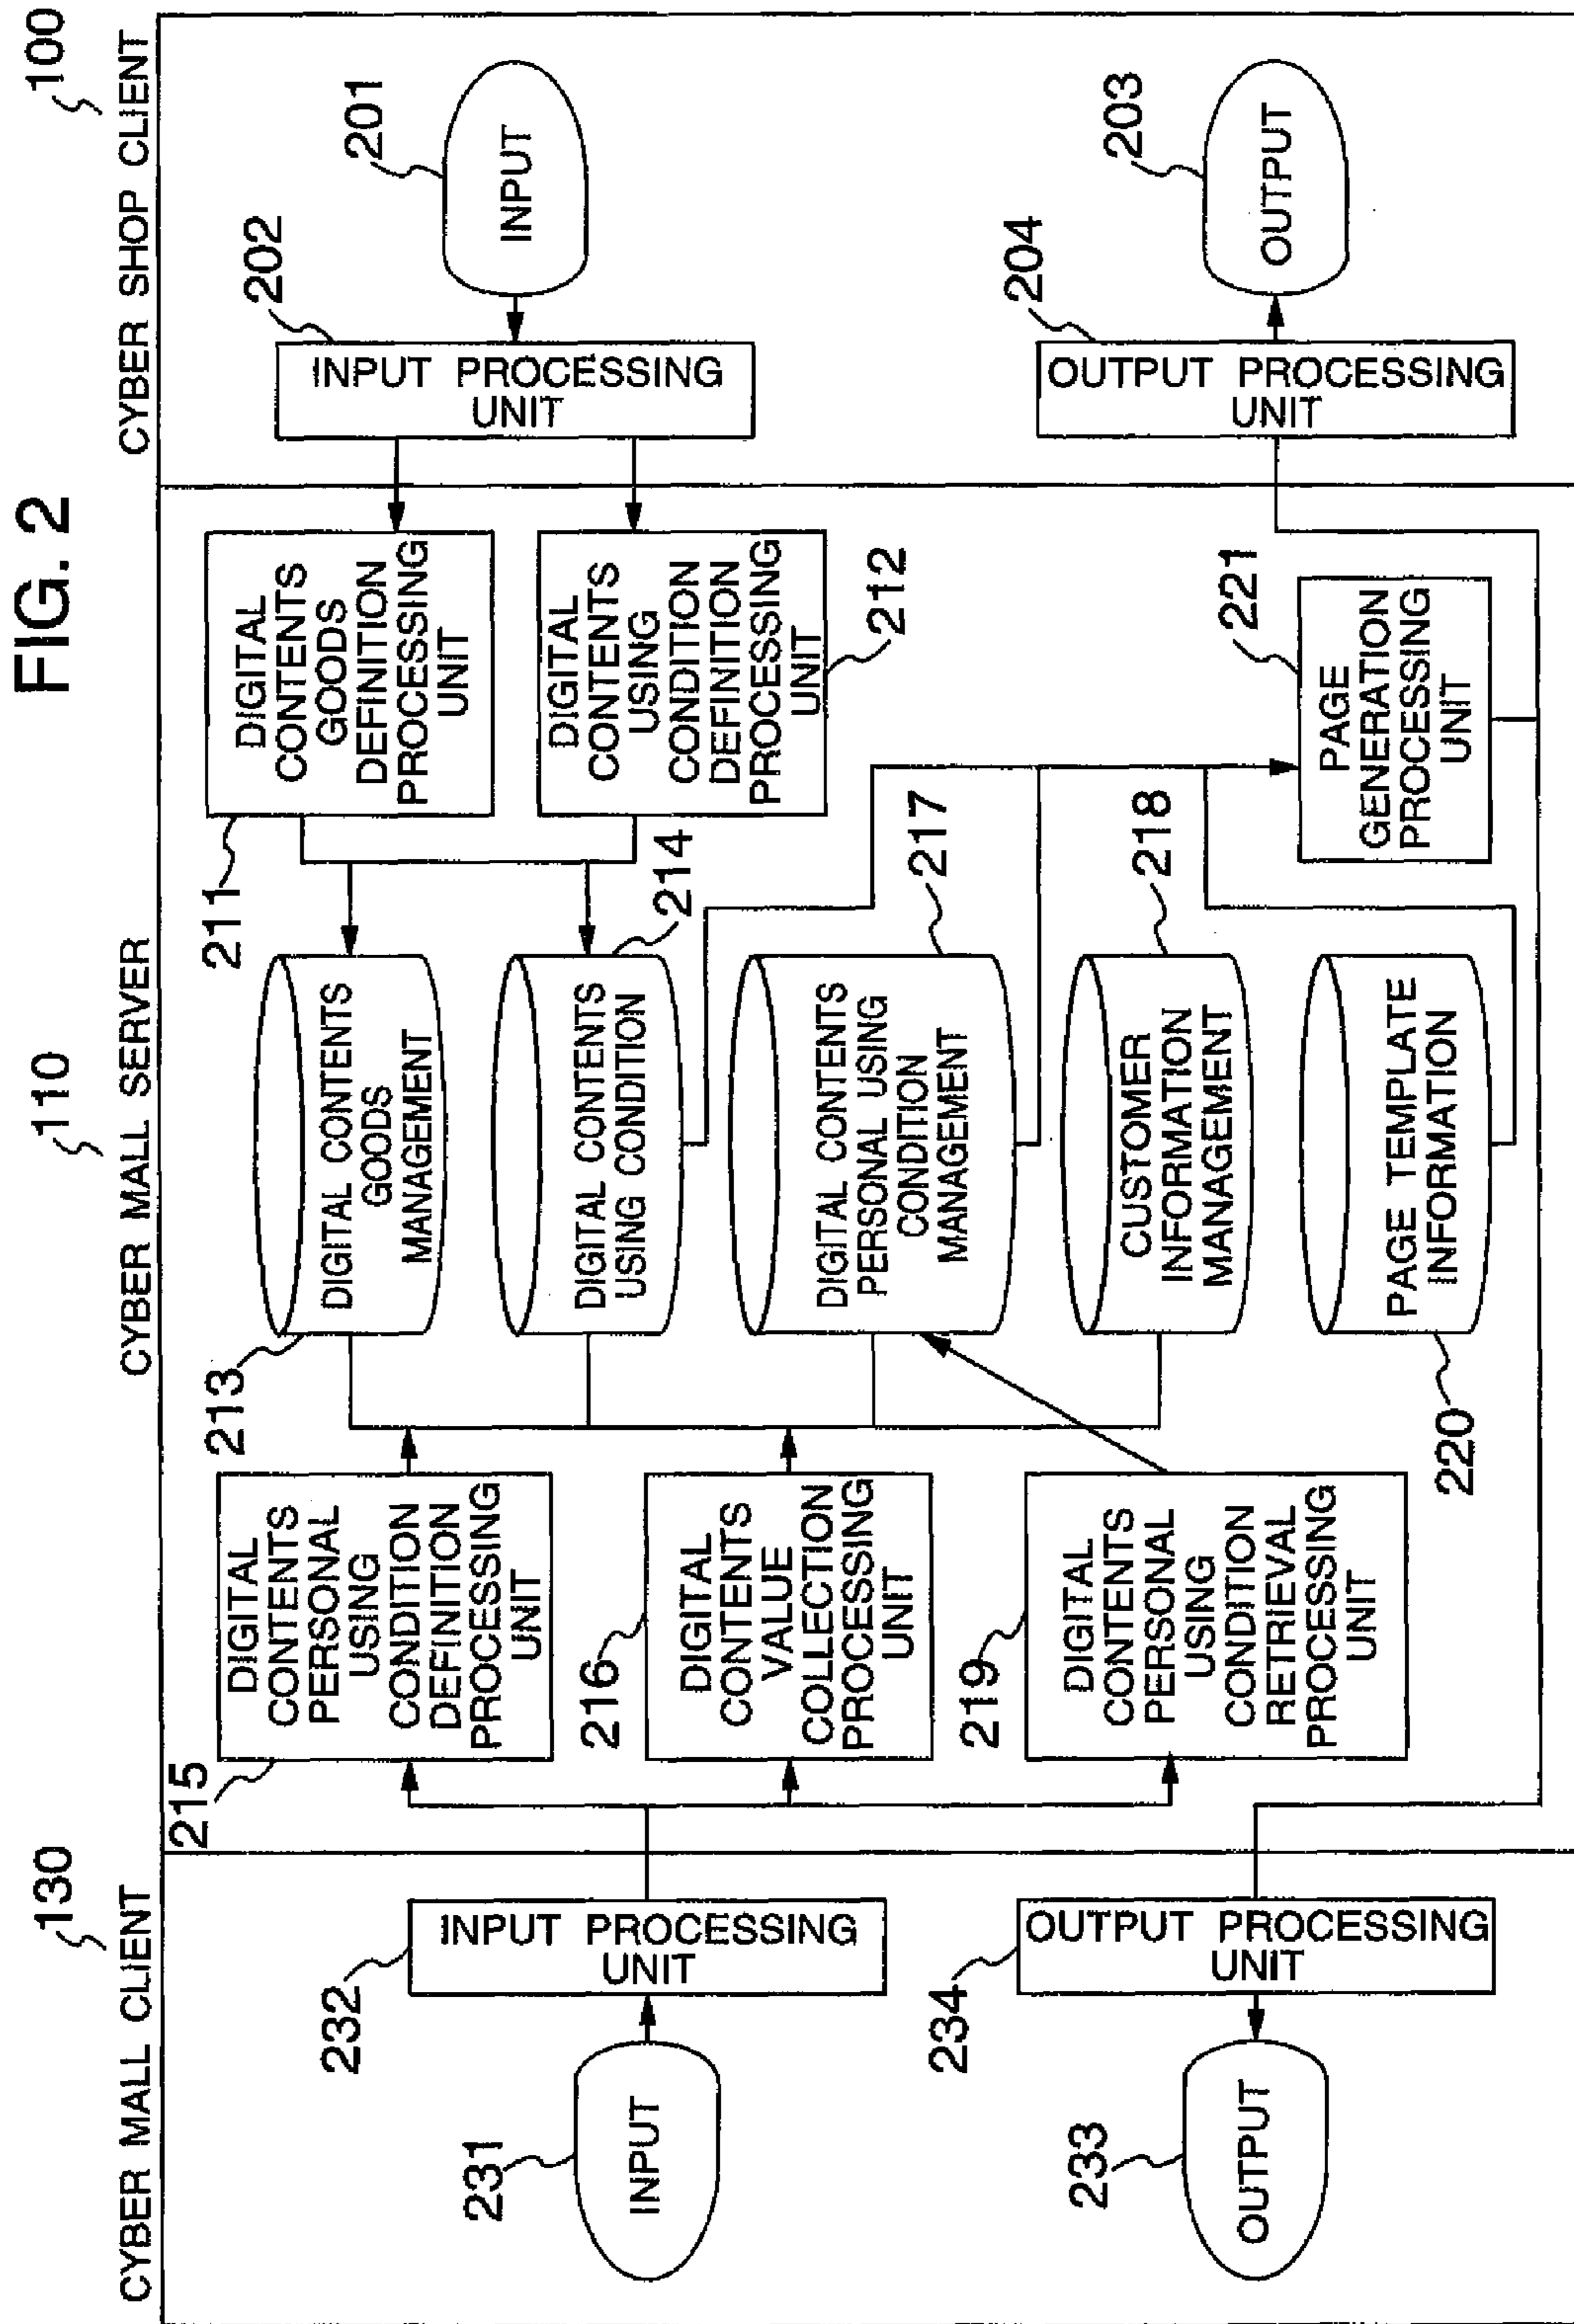 FIG. 2
130
CYBER MALL CLIENT
110
CYBER MALL SERVER
100
CYBER SHOP CLIENT
231
INPUT
232
INPUT PROCESSING
UNIT
233
OUTPUT
234
OUTPUT PROCESSING
UNIT
215
DIGITAL
CONTENTS
PERSONAL
USING
CONDITION
DEFINITION
PROCESSING
UNIT
216
DIGITAL
CONTENTS
VALUE
COLLECTION
PROCESSING
UNIT
219
DIGITAL
CONTENTS
PERSONAL
USING
CONDITION
RETRIEVAL
PROCESSING
UNIT
213
DIGITAL CONTENTS
GOODS
MANAGEMENT
214
DIGITAL CONTENTS
USING CONDITION
217
DIGITAL CONTENTS
PERSONAL USING
CONDITION
MANAGEMENT
218
CUSTOMER
INFORMATION
MANAGEMENT
220
PAGE TEMPLATE
INFORMATION
211
DIGITAL
CONTENTS
GOODS
DEFINITION
PROCESSING
UNIT
212
DIGITAL
CONTENTS
USING
CONDITION
DEFINITION
PROCESSING
UNIT
221
PAGE
GENERATION
PROCESSING
UNIT
202
INPUT PROCESSING
UNIT
201
INPUT
204
OUTPUT PROCESSING
UNIT
203
OUTPUT